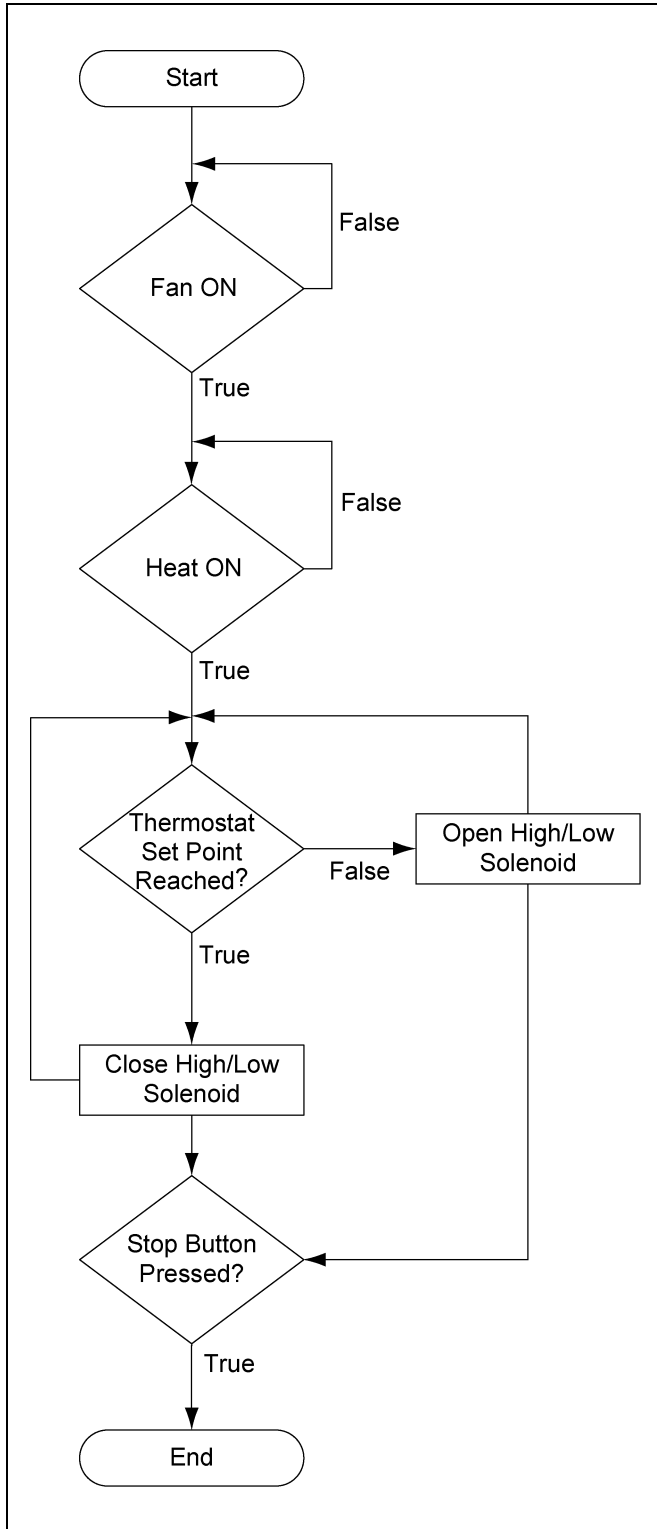 Start
False
Fan ON
True
False
Heat ON
True
Thermostat
Set Point
Reached?
False
Open High/Low
Solenoid
True
Close High/Low
Solenoid
Stop Button
Pressed?
True
End